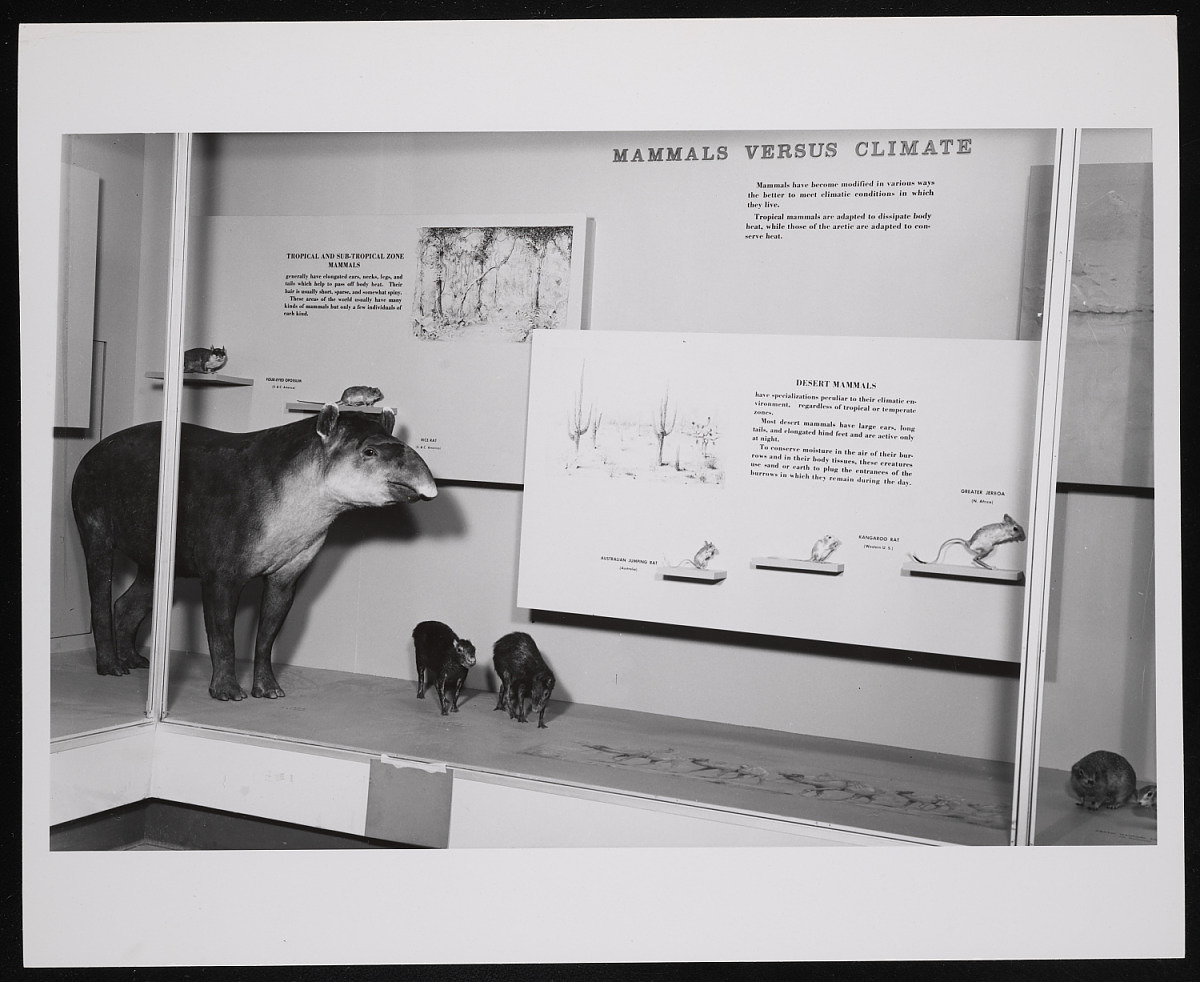 MAMMALS VERSUS CLIMATE
Mammals have become modified in various ways
the better to meet climatic conditions in which
they live.
Tropical mammals are adapted to dissipate body
heat, while those of the arctic are adapted to con-
serve heat.
TROPICAL AND SUB-TROPICAL ZONE
MAMMALS
generally have elongated ears, necks, legs, and
tails which help to pass off body heat. Their
hair is usually short, sparse, and somewhat spiny.
These areas of the world usually have many
kinds of mammals but only a few individuals of
each kind.
FOUR-EYED OPOSSUM
(S. & C. America)
RICE RAT
(S. & C. America)
DESERT MAMMALS
have specializations peculiar to their climatic en-
vironment, regardless of tropical or temperate
zones.
Most desert mammals have large ears, long
tails, and elongated hind feet and are active only
at night.
To conserve moisture in the air of their bur-
rows and in their body tissues, these creatures
use sand or earth to plug the entrances of the
burrows in which they remain during the day.
AUSTRALIAN JUMPING RAT
(Australia)
KANGAROO RAT
(Western U. S.)
GREATER JERBOA
(N. Africa)